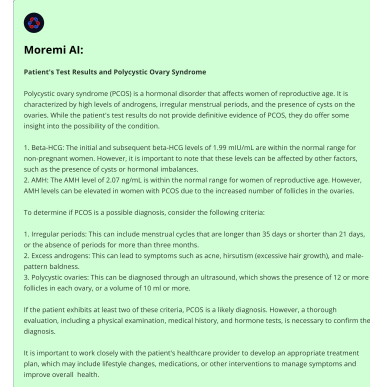 Moremi AI:
Patient's Test Results and Polycystic Ovary Syndrome
Polycystic ovary syndrome (PCOS) is a hormonal disorder that affects women of reproductive age. It is
characterized by high levels of androgens, irregular menstrual periods, and the presence of cysts on the
ovaries. While the patient's test results do not provide definitive evidence of PCOS, they do offer some
insight into the possibility of the condition.
1. Beta-HCG: The initial and subsequent beta-HCG levels of 1.99 mIU/mL are within the normal range for
non-pregnant women. However, it is important to note that these levels can be affected by other factors,
such as the presence of cysts or hormonal imbalances.
2. AMH: The AMH level of 2.07 ng/mL is within the normal range for women of reproductive age. However,
AMH levels can be elevated in women with PCOS due to the increased number of follicles in the ovaries.
To determine if PCOS is a possible diagnosis, consider the following criteria:
1. Irregular periods: This can include menstrual cycles that are longer than 35 days or shorter than 21 days,
or the absence of periods for more than three months.
2. Excess androgens: This can lead to symptoms such as acne, hirsutism (excessive hair growth), and male-
pattern baldness.
3. Polycystic ovaries: This can be diagnosed through an ultrasound, which shows the presence of 12 or more
follicles in each ovary, or a volume of 10 ml or more.
If the patient exhibits at least two of these criteria, PCOS is a likely diagnosis. However, a thorough
evaluation, including a physical examination, medical history, and hormone tests, is necessary to confirm the
diagnosis.
It is important to work closely with the patient's healthcare provider to develop an appropriate treatment
plan, which may include lifestyle changes, medications, or other interventions to manage symptoms and
improve overall health.